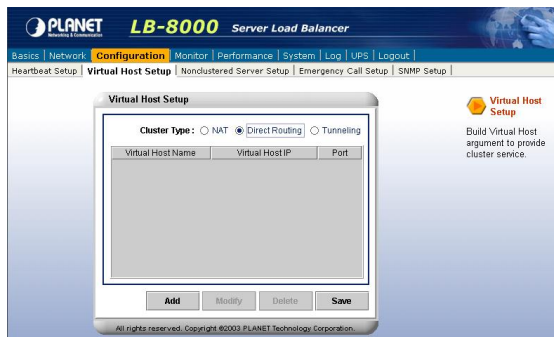 PLANET
Networking & Communication
LB-8000 Server Load Balancer
Basics | Network | Configuration | Monitor | Performance | System | Log | UPS | Logout |
Heartbeat Setup | Virtual Host Setup | Nonclustered Server Setup | Emergency Call Setup | SNMP Setup |
Virtual Host Setup
Cluster Type : NAT Direct Routing Tunneling
Virtual Host Name Virtual Host IP Port
Add Modify Delete Save
All rights reserved. Copyright ©2003 PLANET Technology Corporation.
Virtual Host
Setup
Build Virtual Host
argument to provide
cluster service.